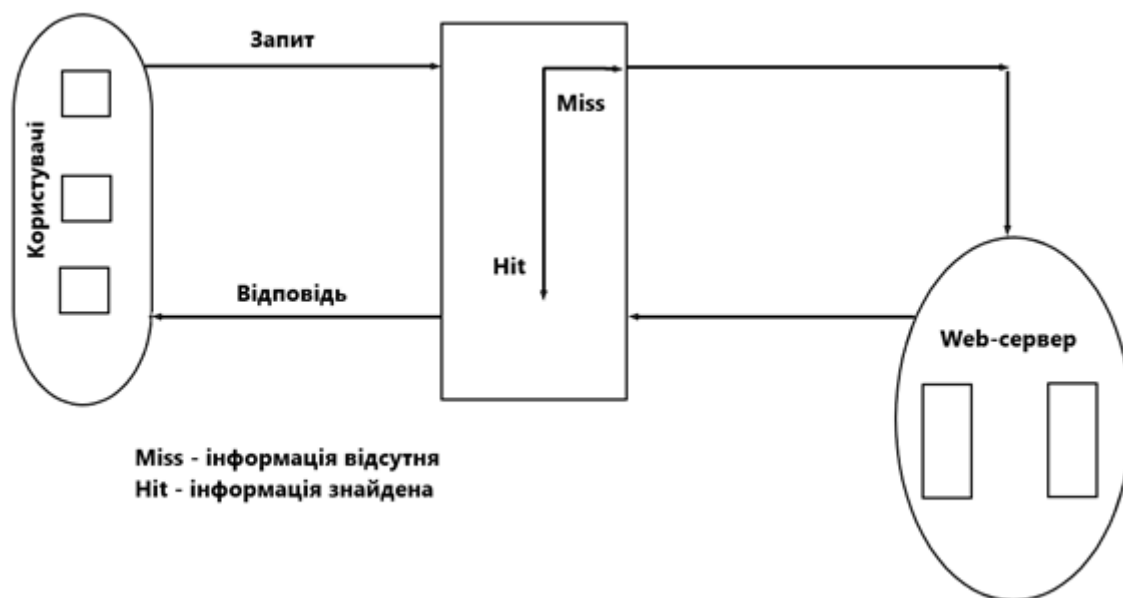 Запит
Користувачі
Miss
Hit
Відповідь
Web-сервер
Miss - інформація відсутня
Hit - інформація знайдена